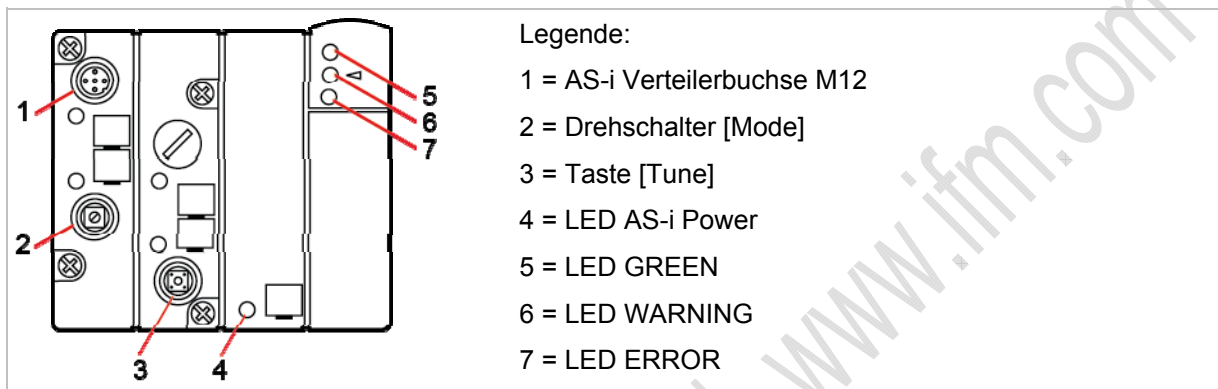 Legende:
1 = AS-i Verteilerbuchse M12
2 = Drehschalter [Mode]
3 = Taste [Tune]
4 = LED AS-i Power
5 = LED GREEN
6 = LED WARNING
7 = LED ERROR
1
2
3
4
5
6
7
www.ifm.com